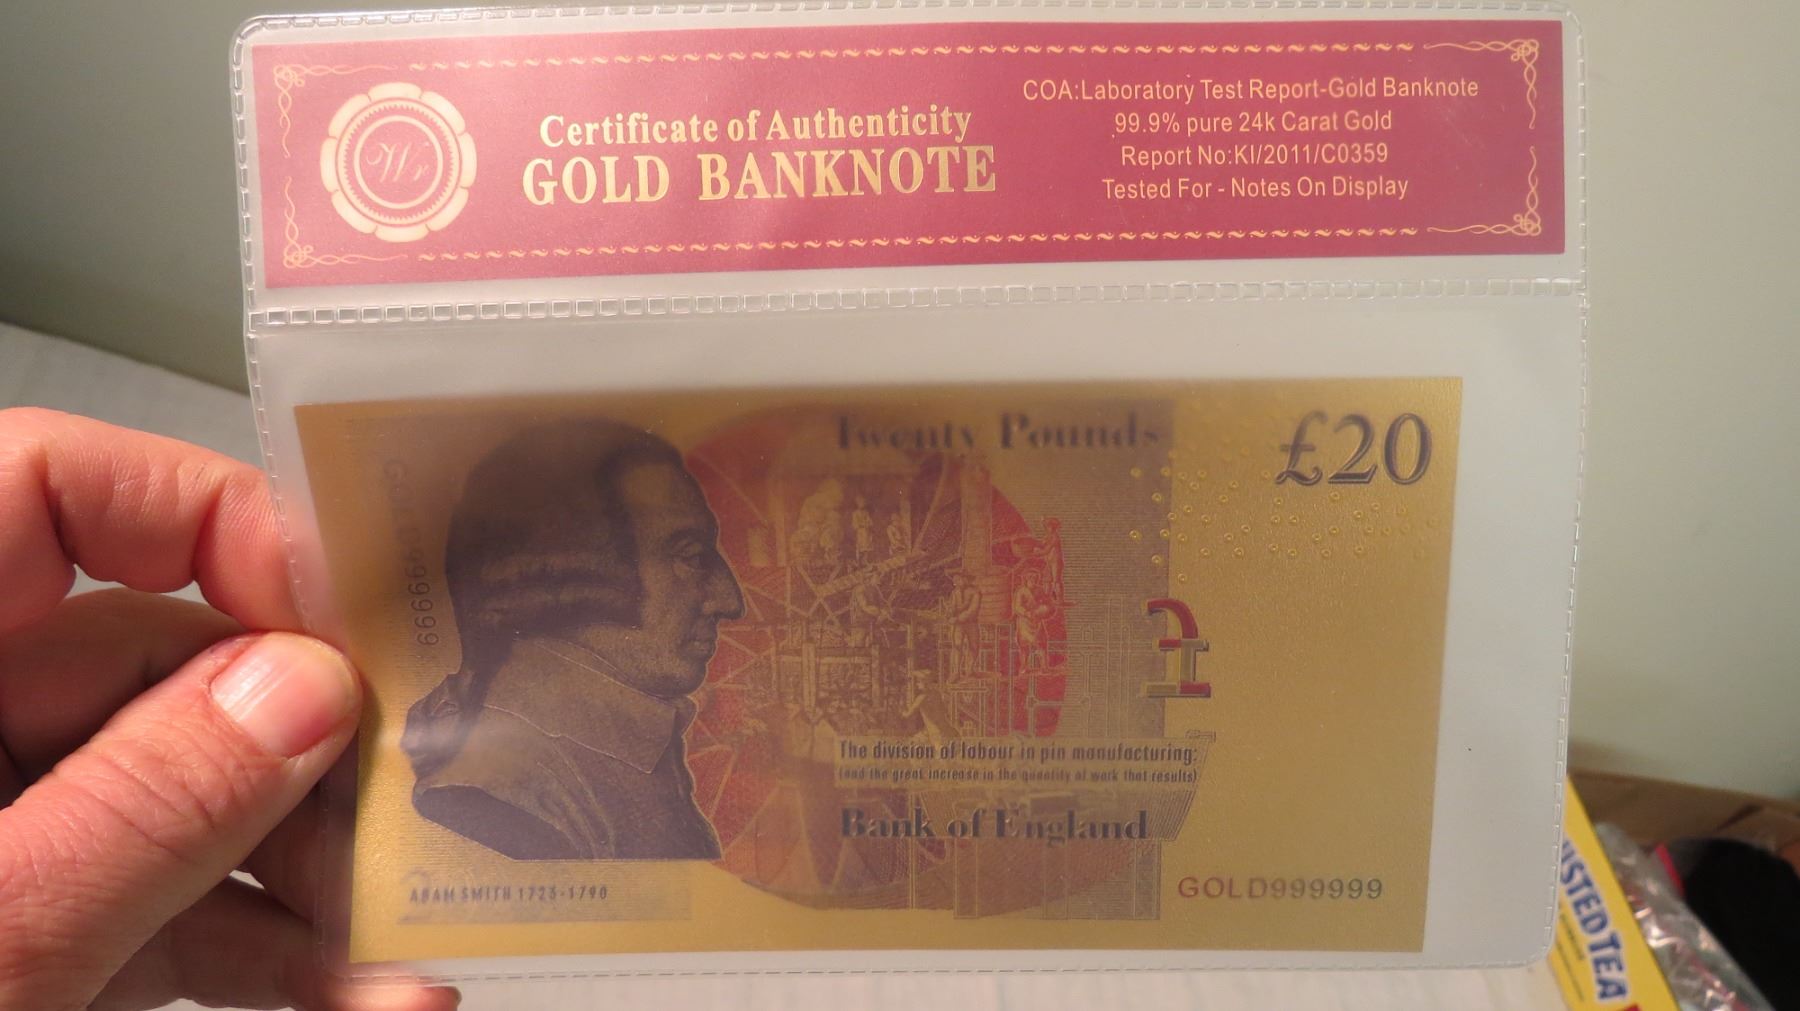 Certificate of Authenticity
GOLD BANKNOTE
COA:Laboratory Test Report-Gold Banknote
99.9% pure 24k Carat Gold
Report No:KI/2011/C0359
Tested For - Notes On Display
Twenty Pounds
£20
GOLD999999
£
The division of labour in pin manufacturing:
(and the great increase in the quantity of work that results)
Bank of England
ADAM SMITH 1723-1790
GOLD999999
TEA